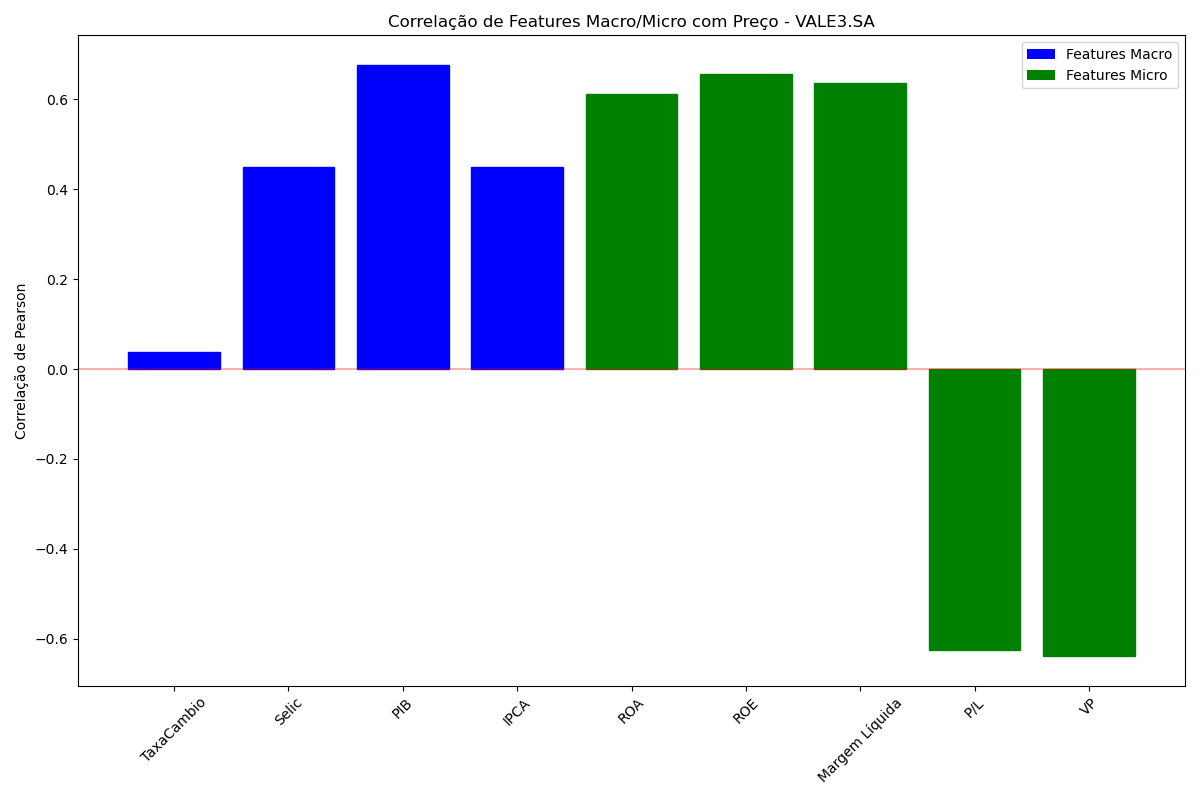 Correlação de Features Macro/Micro com Preço - VALE3.SA
Features Macro
Features Micro
Correlação de Pearson
0.6
0.4
0.2
0.0
−0.2
−0.4
−0.6
TaxaCambio
Selic
PIB
IPCA
ROA
ROE
Margem Líquida
P/L
VP